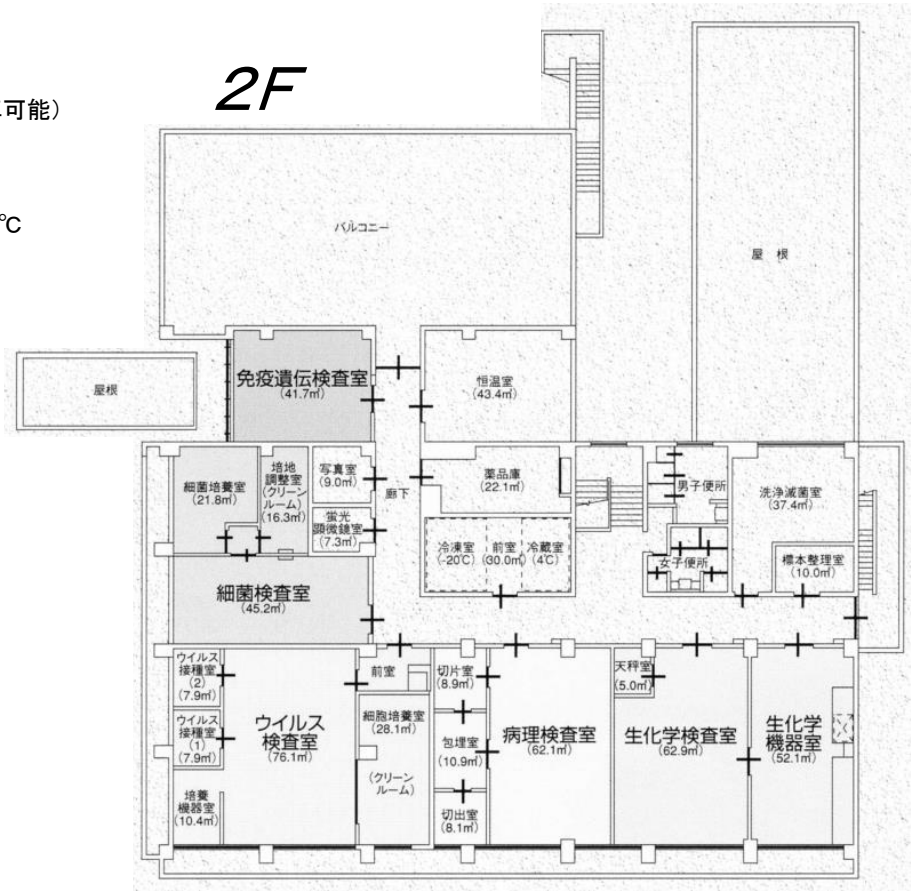 2F
可能）
℃
バルコニー
屋 根
屋根
免疫遺伝検査室
(41.7㎡)
恒温室
(43.4㎡)
細菌培養室
(21.8㎡)
培地
調整室
(クリーン
ルーム)
(16.3㎡)
写真室
(9.0㎡)
蛍光
顕微鏡室
(7.3㎡)
廊下
薬品庫
(22.1㎡)
冷凍室
(-20℃)
前室
(30.0㎡)
冷蔵室
(4℃)
男子便所
女子便所
洗浄滅菌室
(37.4㎡)
標本整理室
(10.0㎡)
細菌検査室
(45.2㎡)
ウイルス
接種室
(2)
(7.9㎡)
ウイルス
接種室
(1)
(7.9㎡)
培養
機器室
(10.4㎡)
ウイルス
検査室
(76.1㎡)
前室
細胞培養室
(28.1㎡)
(クリーン
ルーム)
切片室
(8.9㎡)
包埋室
(10.9㎡)
切出室
(8.1㎡)
病理検査室
(62.1㎡)
天秤室
(5.0㎡)
生化学検査室
(62.9㎡)
生化学
機器室
(52.1㎡)